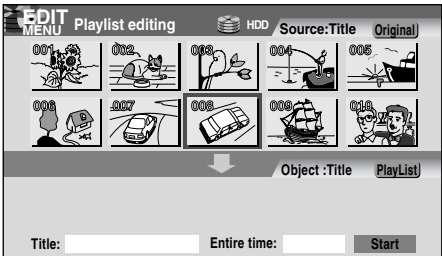 EDIT
MENU Playlist editing HDD Source:Title Original
001 002 003 004 005
006 007 008 009 010
Object :Title PlayList
Title: Entire time: Start